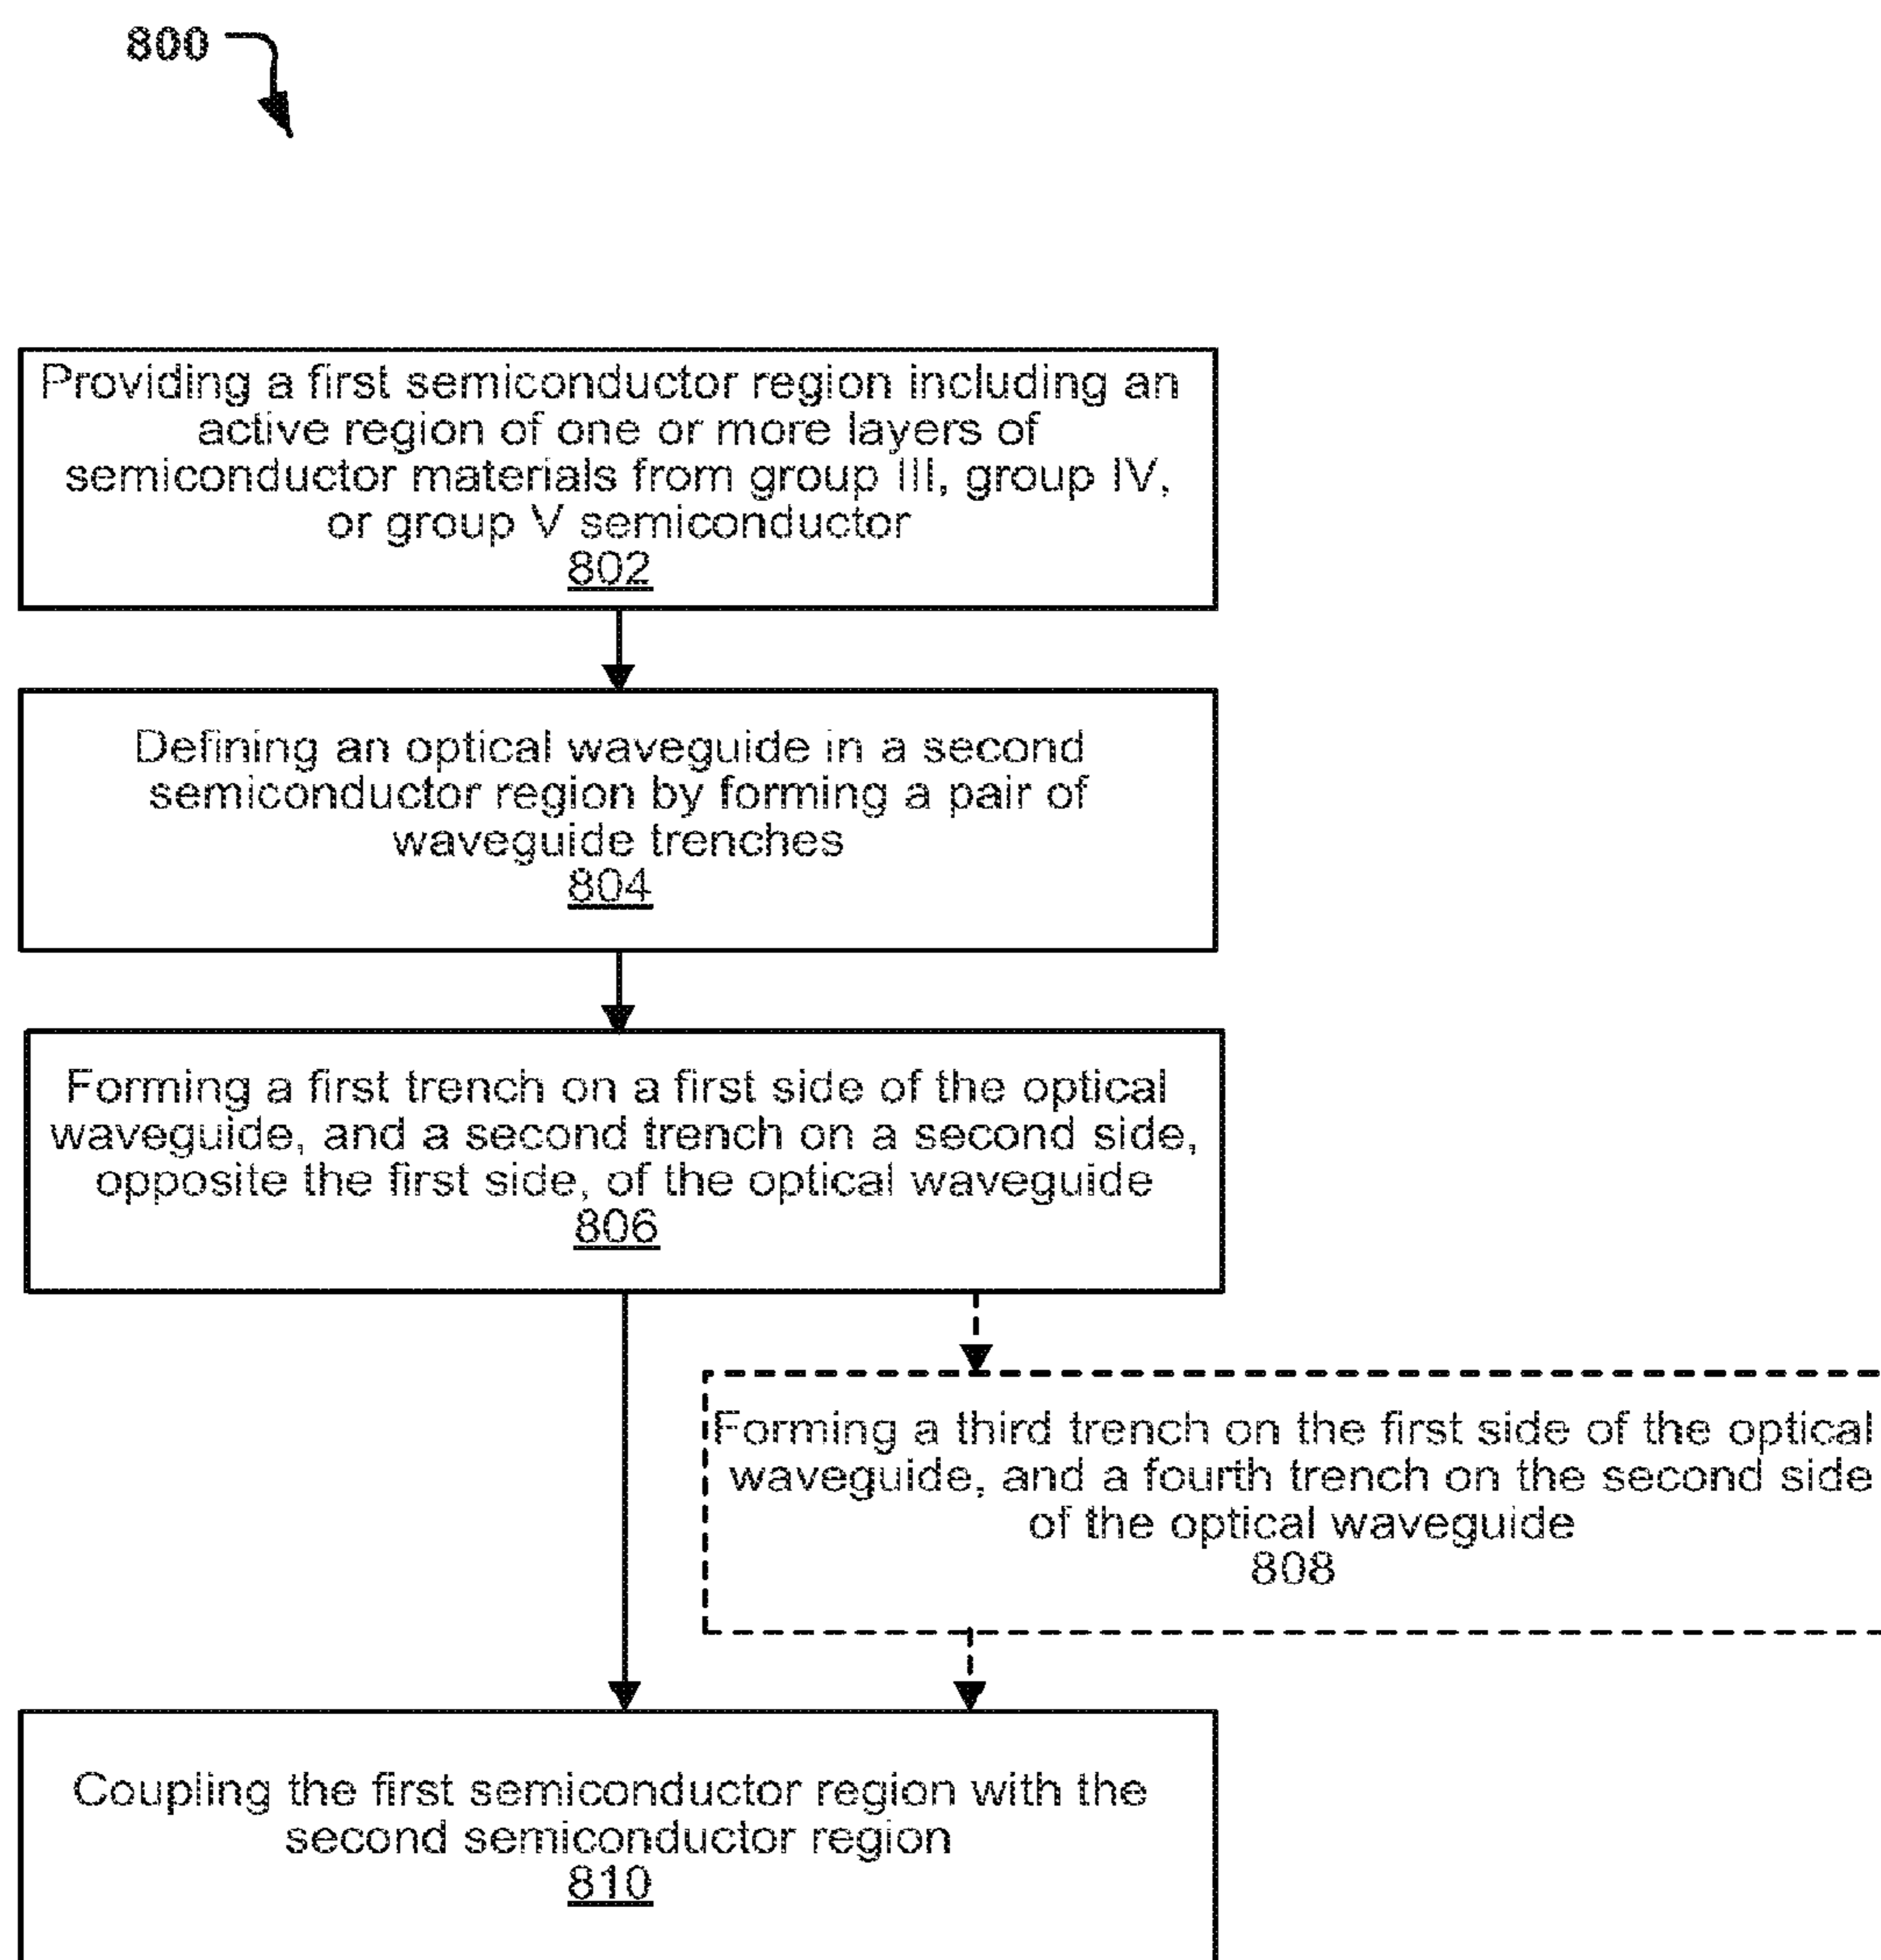 800
Providing a first semiconductor region including an
active region of one or more layers of
semiconductor materials from group III, group IV,
or group V semiconductor
802
Defining an optical waveguide in a second
semiconductor region by forming a pair of
waveguide trenches
804
Forming a first trench on a first side of the optical
waveguide, and a second trench on a second side,
opposite the first side, of the optical waveguide
806
Forming a third trench on the first side of the optical
waveguide, and a fourth trench on the second side
of the optical waveguide
808
Coupling the first semiconductor region with the
second semiconductor region
810